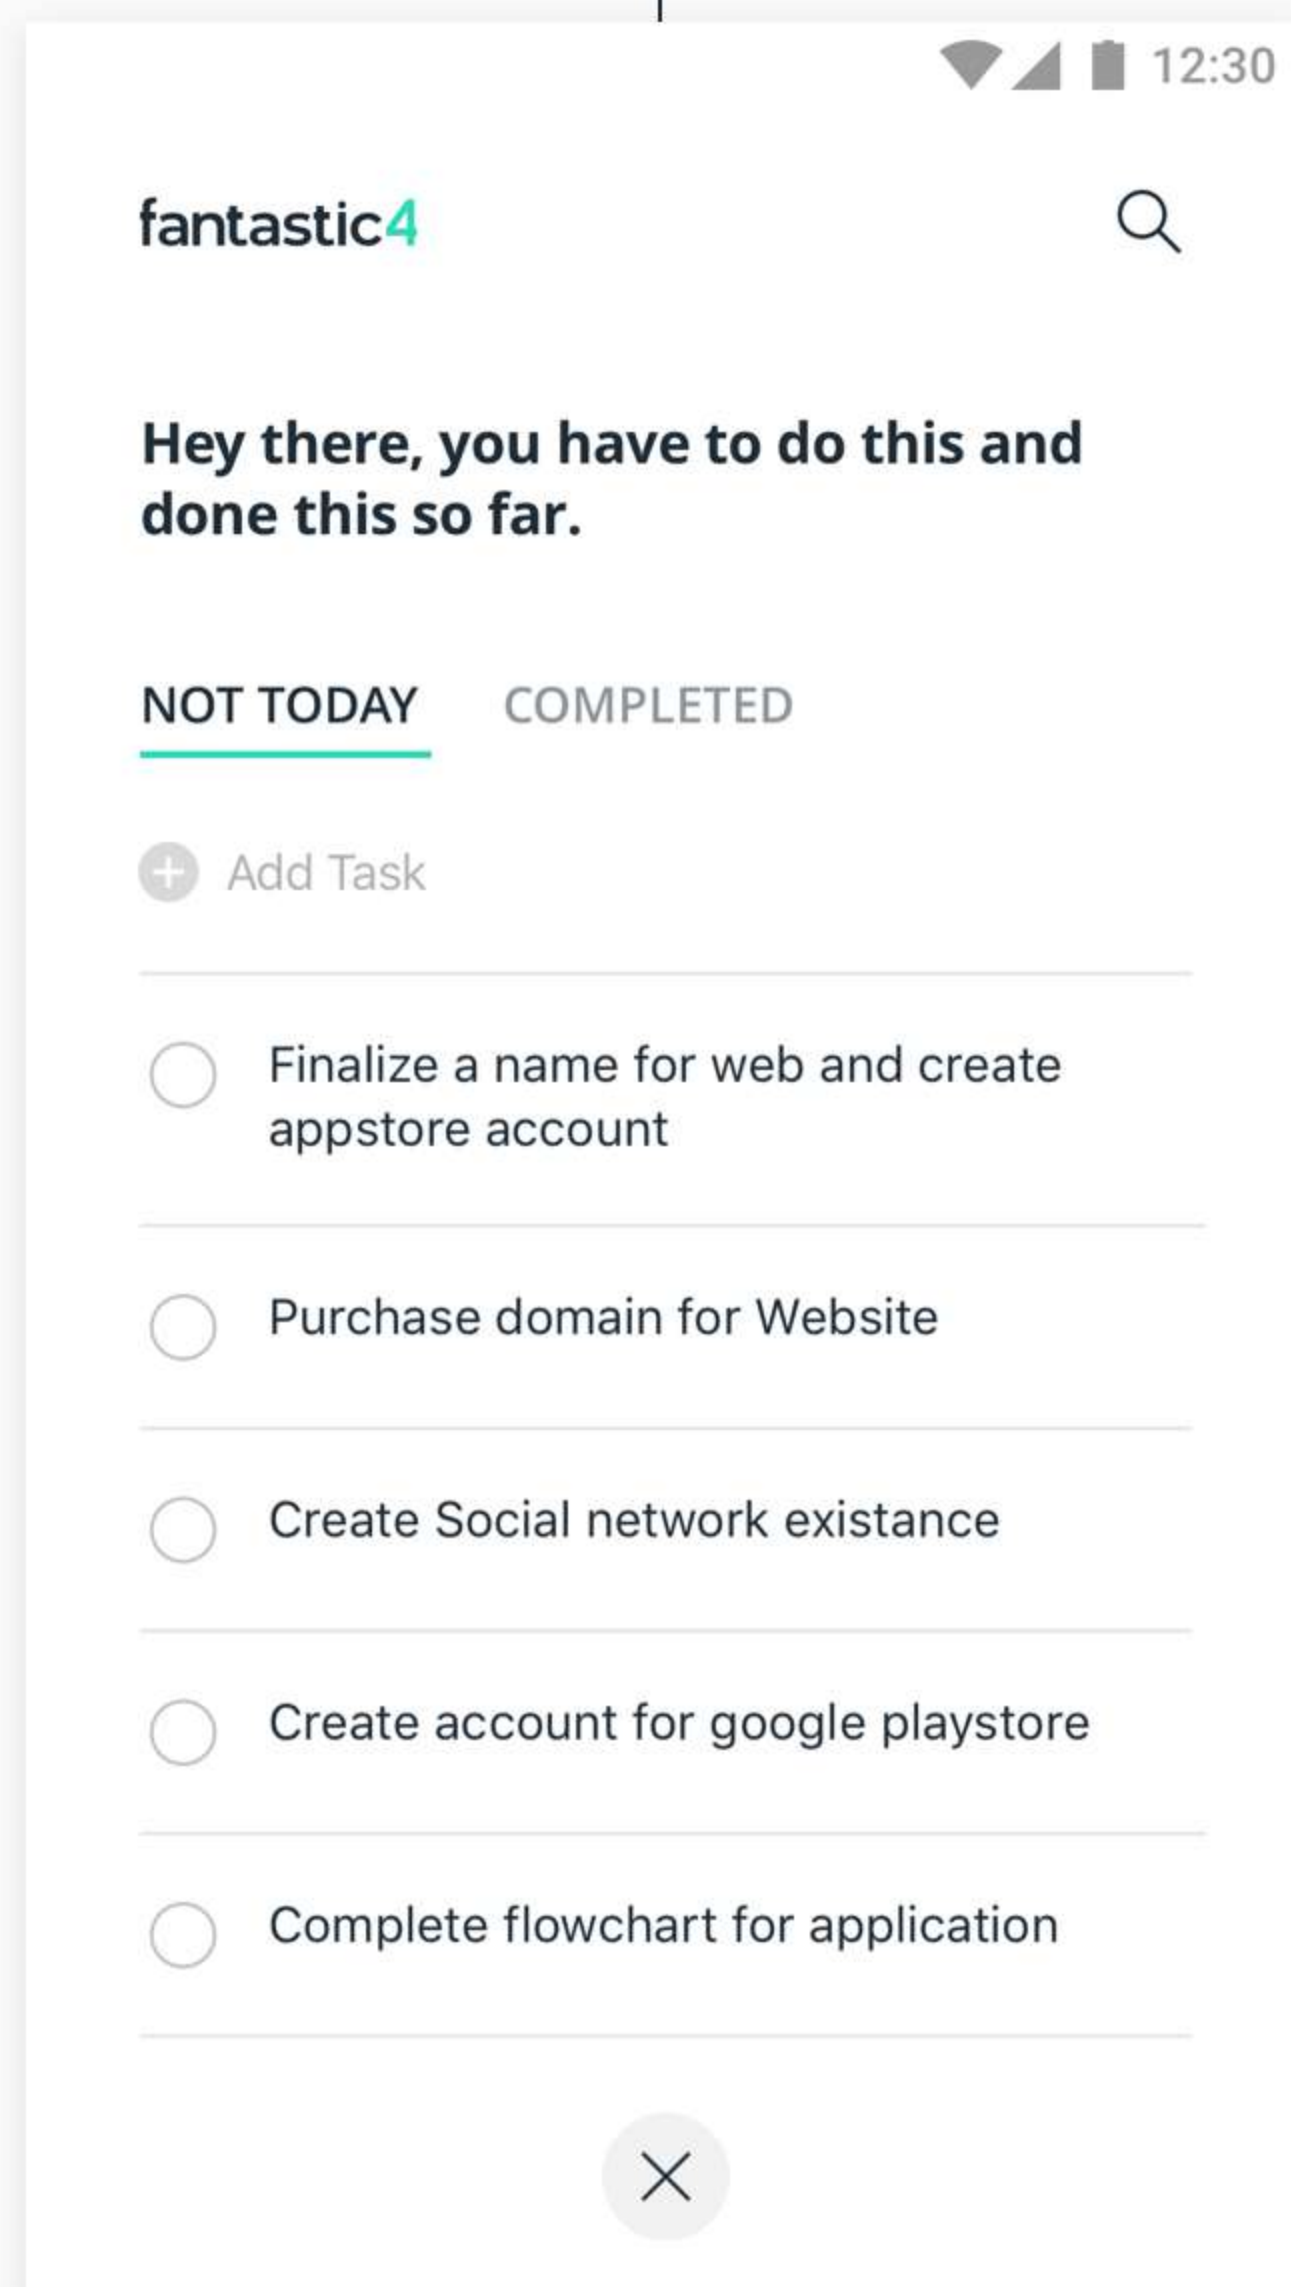 12:30
fantastic4
Hey there, you have to do this and
done this so far.
NOT TODAY COMPLETED
Add Task
Finalize a name for web and create
appstore account
Purchase domain for Website
Create Social network existance
Create account for google playstore
Complete flowchart for application